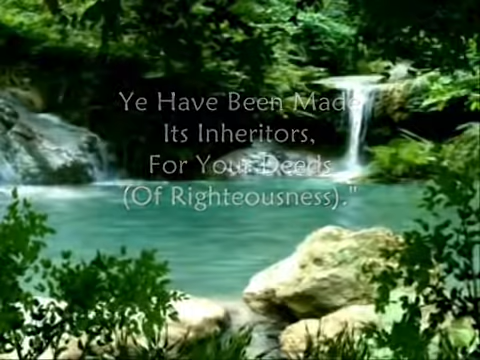 Ye Have Been Made
Its Inheritors,
For Your Deeds
(Of Righteousness)."